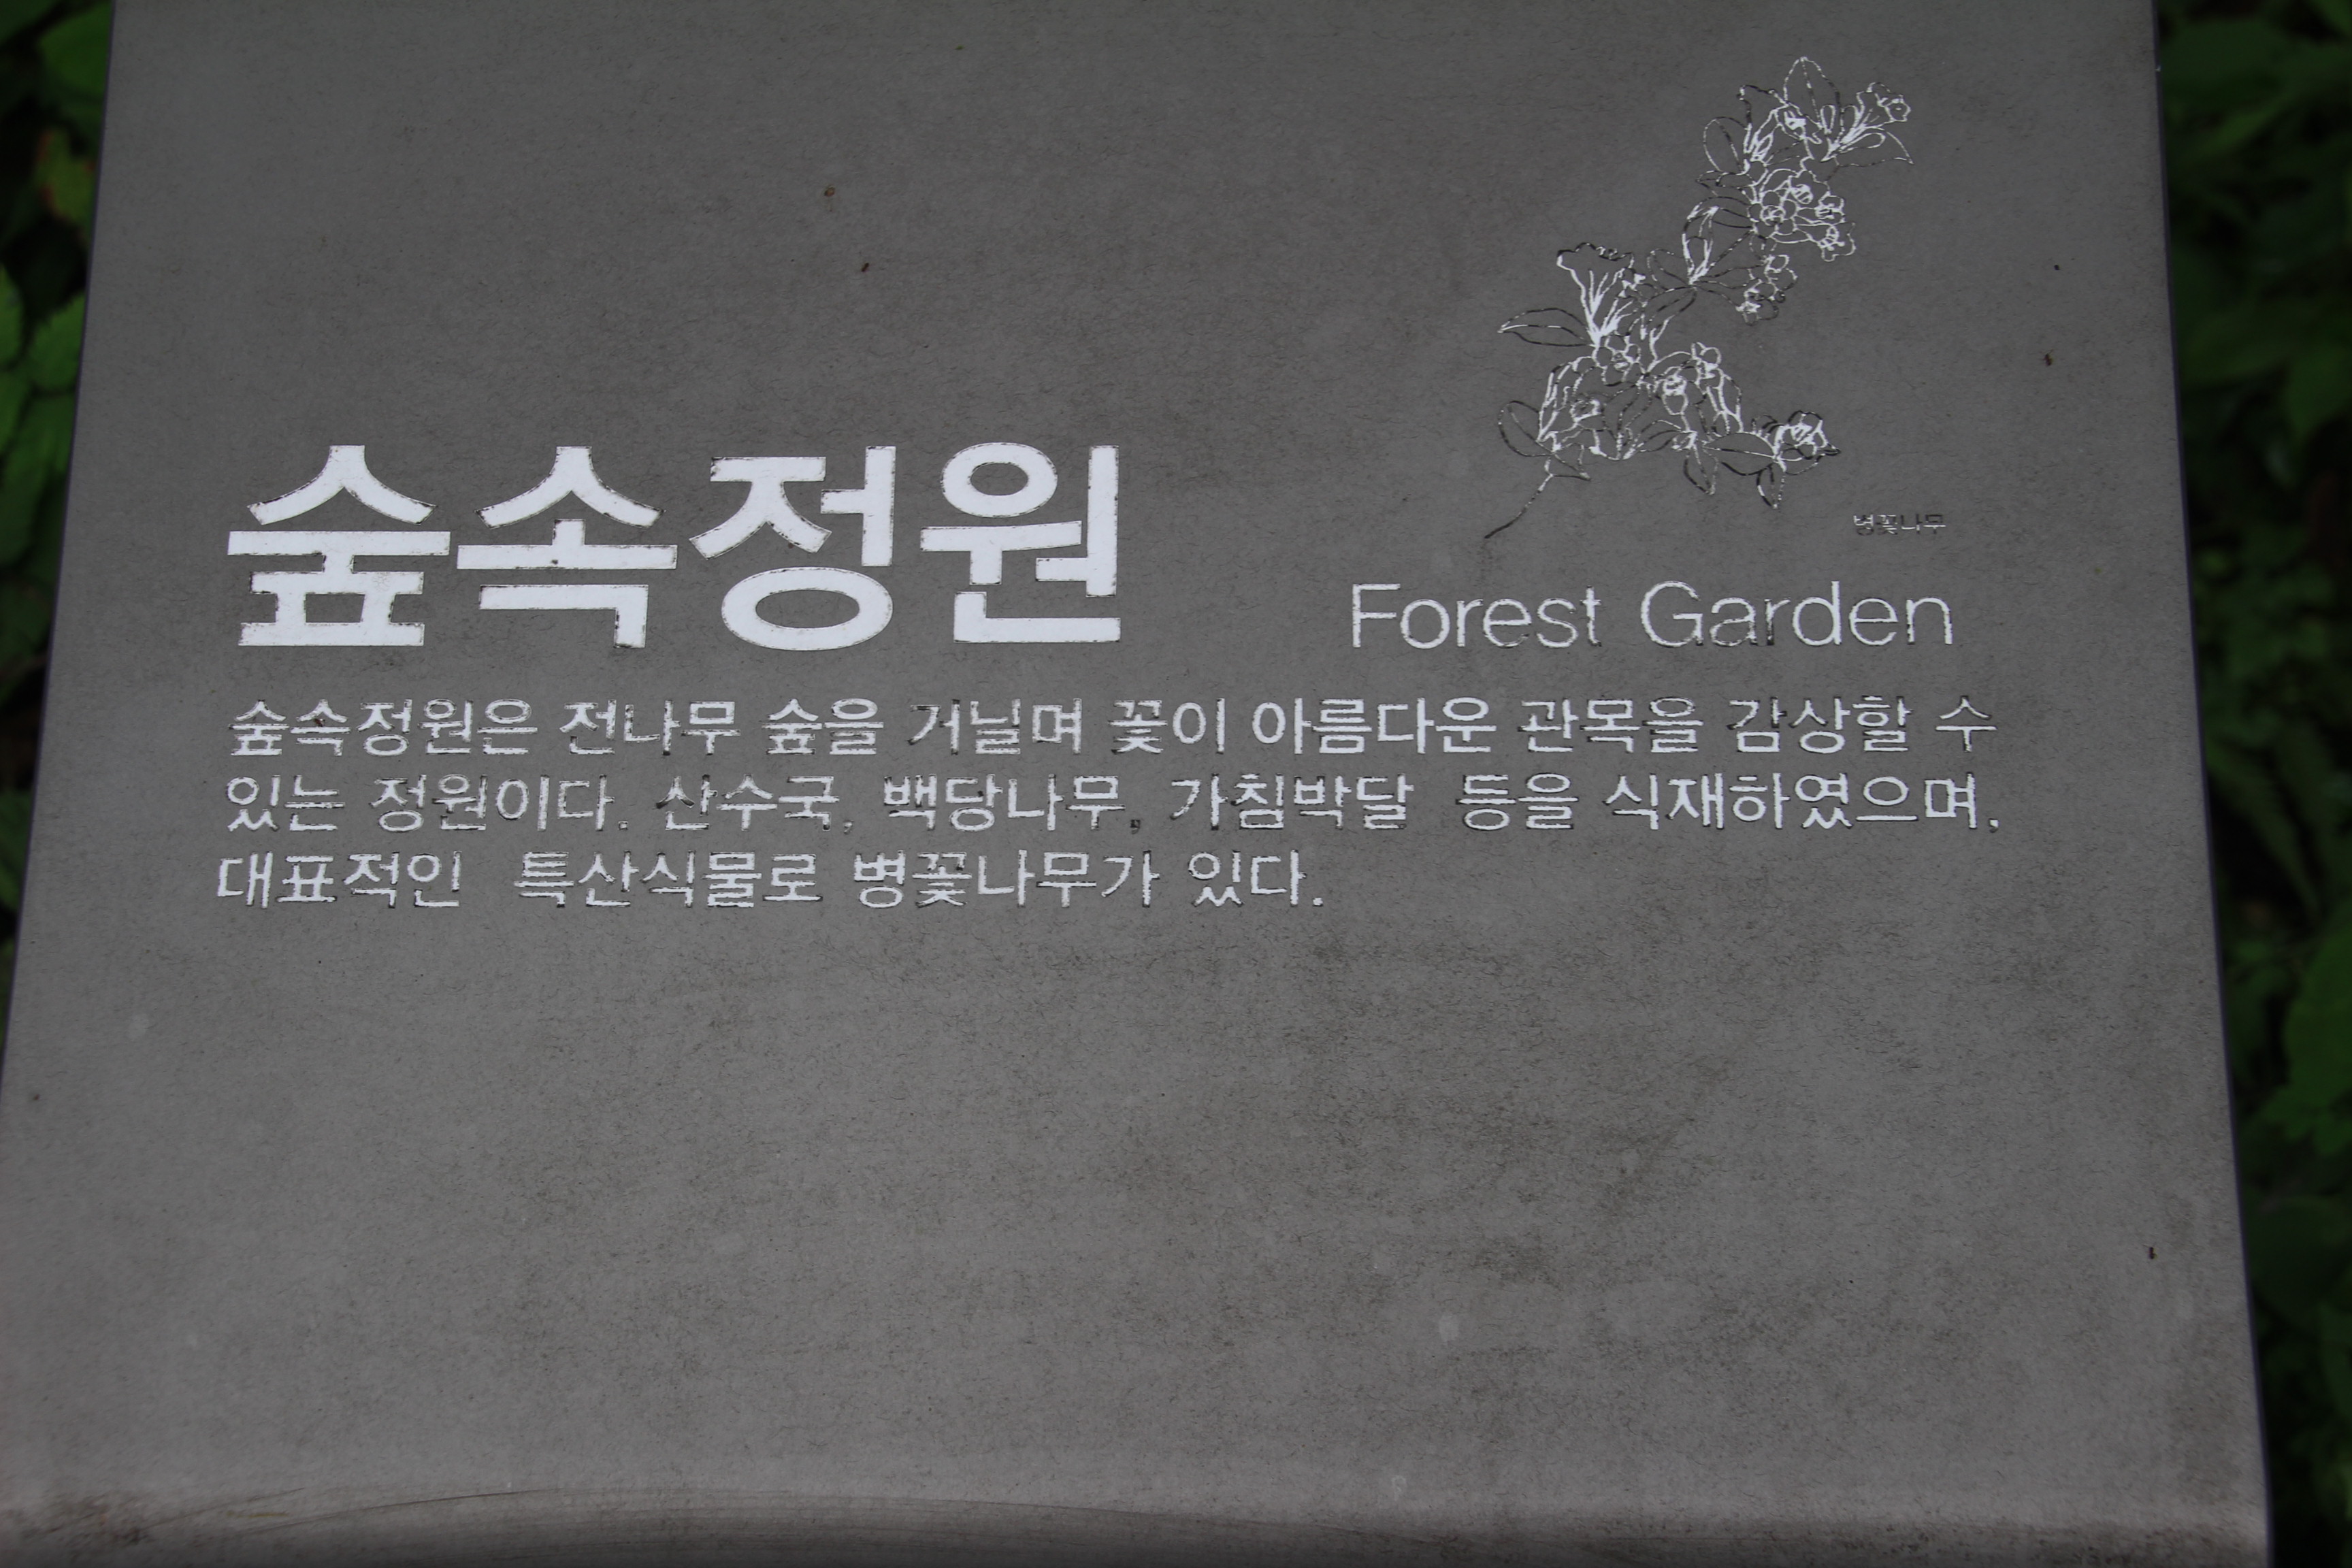 병꽃나무
숲속정원
Forest Garden
숲속정원은 전나무 숲을 거닐며 꽃이 아름다운 관목을 감상할 수
있는 정원이다. 산수국, 백당나무, 가침박달 등을 식재하였으며,
대표적인 특산식물로 병꽃나무가 있다.